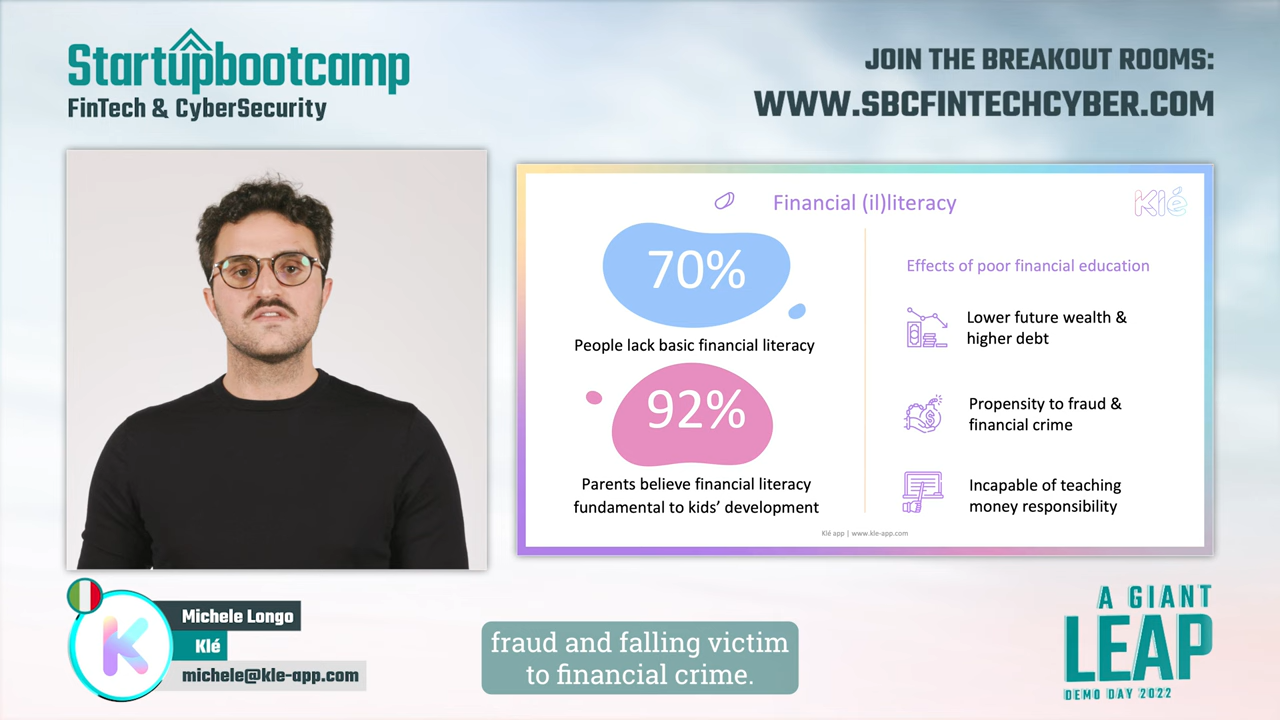 Startupbootcamp
FinTech & CyberSecurity
JOIN THE BREAKOUT ROOMS:
WWW.SBCFINTECHCYBER.COM
Financial (il)literacy
Klé
70%
People lack basic financial literacy
92%
Parents believe financial literacy
fundamental to kids’ development
Effects of poor financial education
Lower future wealth &
higher debt
Propensity to fraud &
financial crime
Incapable of teaching
money responsibility
Klé app | www.kle-app.com
K
Michele Longo
Klé
michele@kle-app.com
fraud and falling victim
to financial crime.
A GIANT
LEAP
DEMO DAY 2022